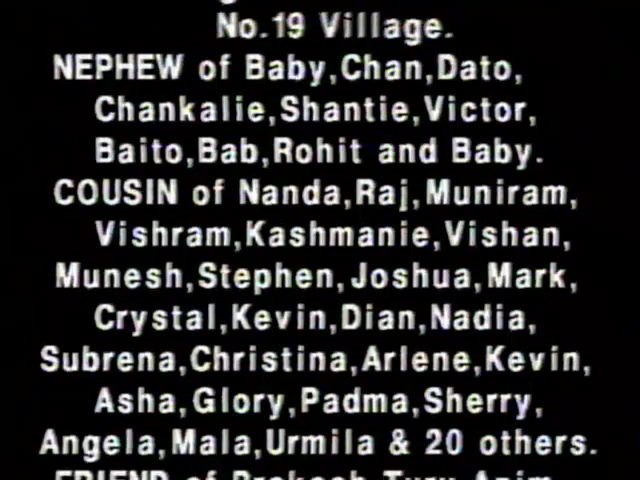 No.19 Village.
NEPHEW of Baby,Chan,Dato,
Chankalie,Shantie,Victor,
Baito,Bab,Rohit and Baby.
COUSIN of Nanda,Raj,Muniram,
Vishram,Kashmanie,Vishan,
Munesh,Stephen,Joshua,Mark,
Crystal,Kevin,Dian,Nadia,
Subrena,Christina,Arlene,Kevin,
Asha,Glory,Padma,Sherry,
Angela,Mala,Urmila & 20 others.
FRIEND of